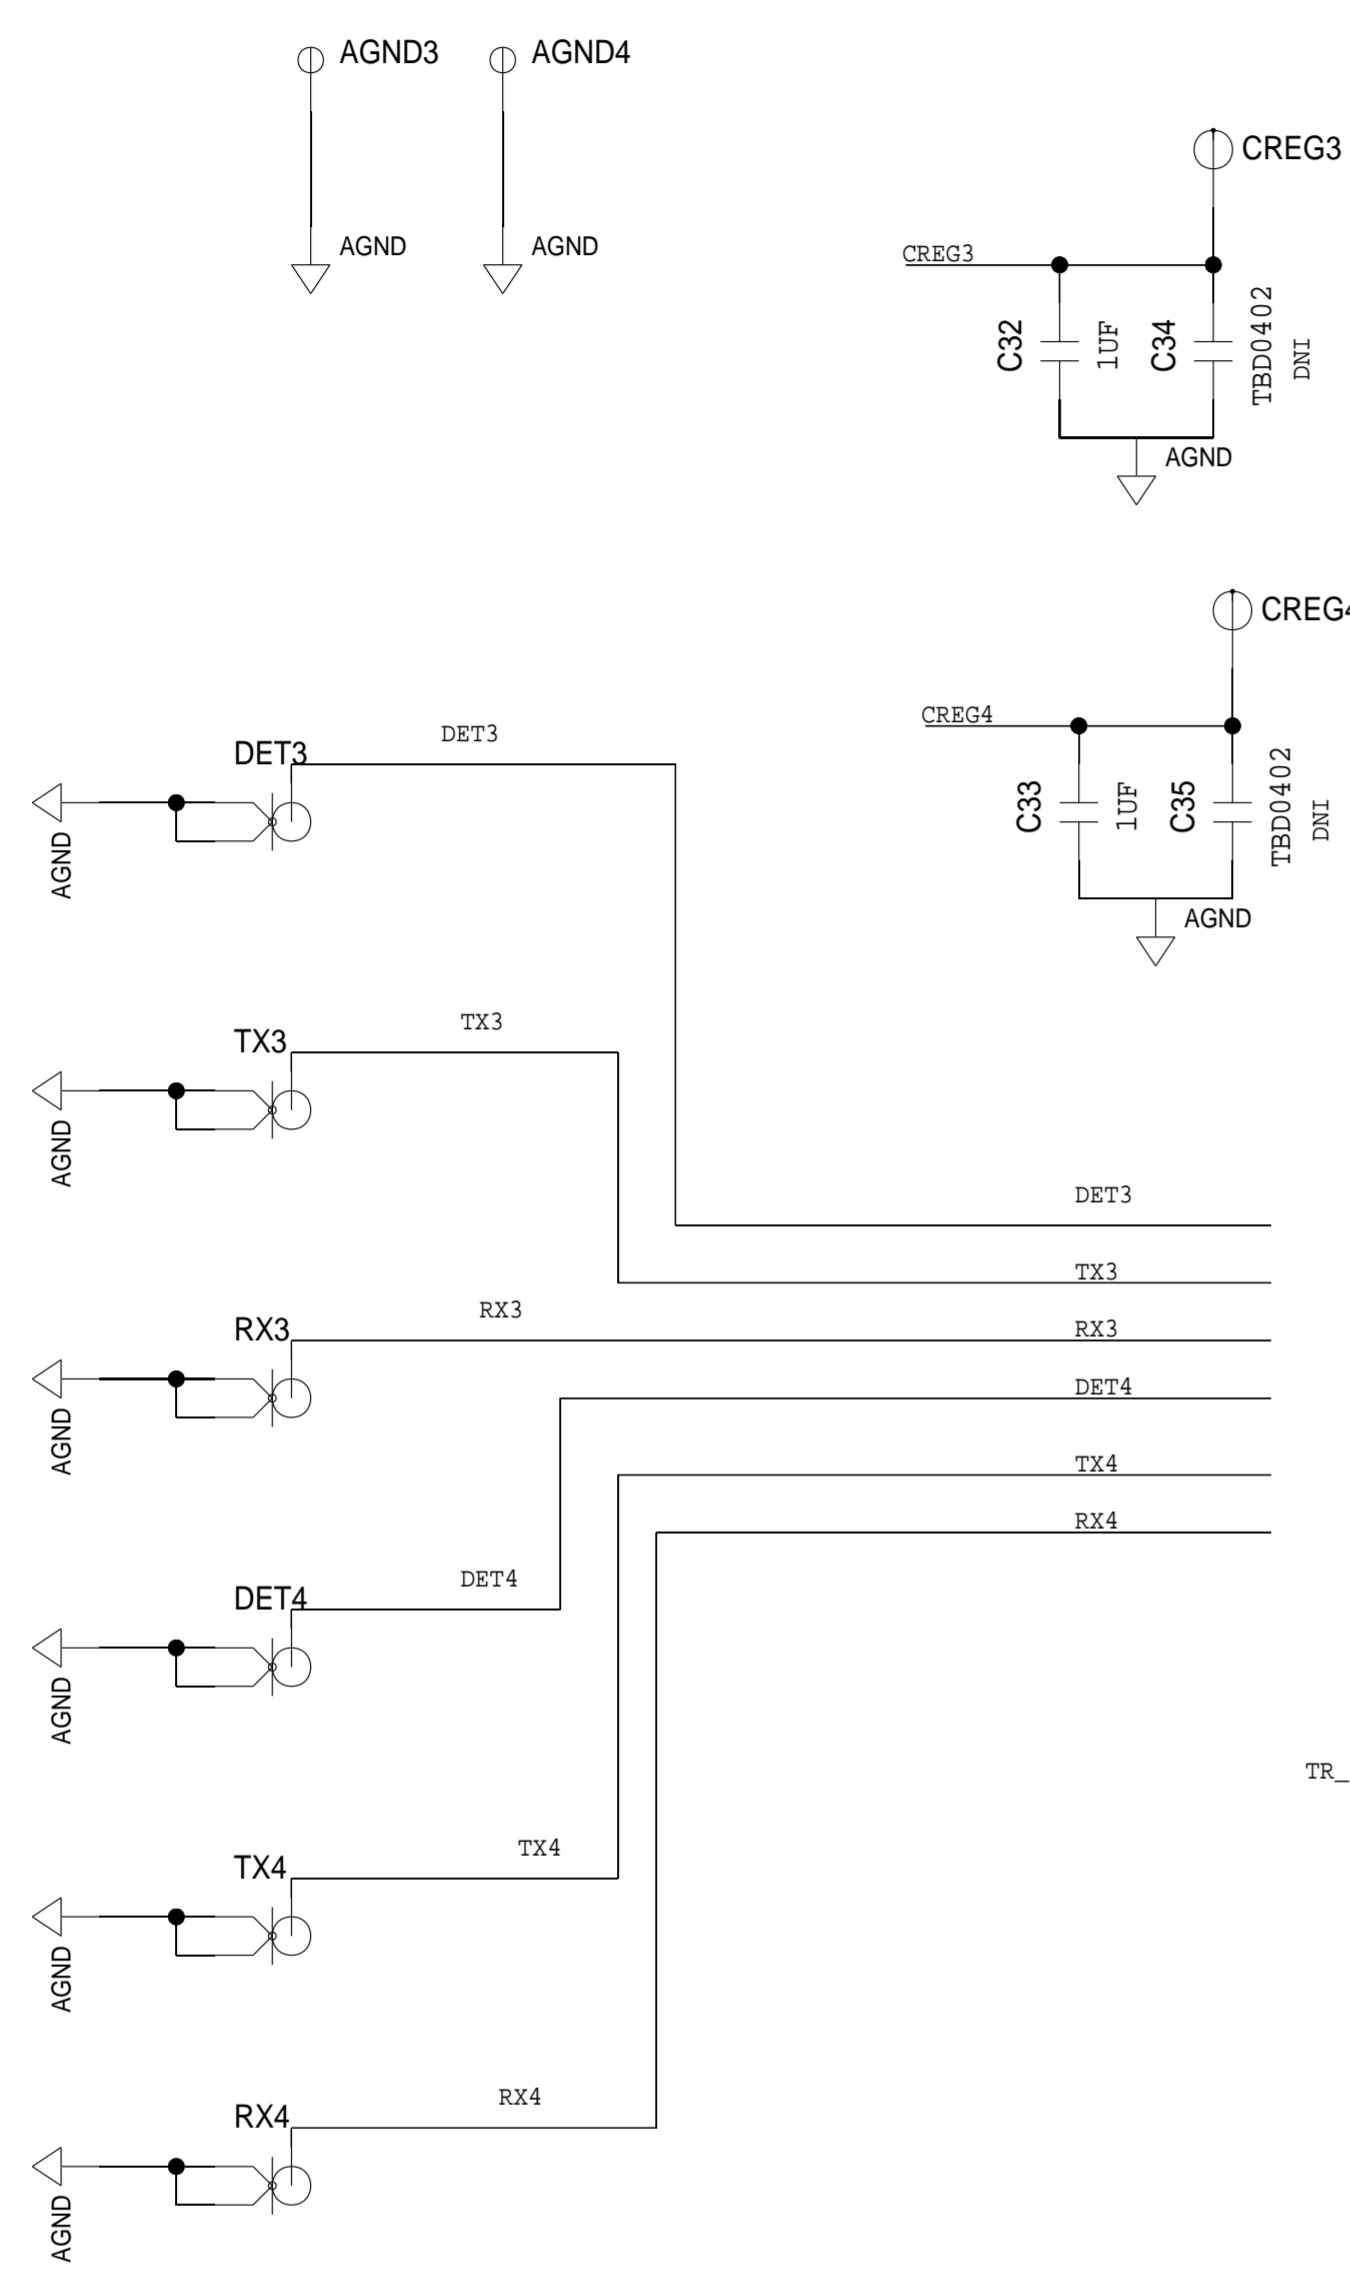 AGND3
AGND4
AGND
AGND
CREG3
CREG3
C32
1UF
C34
TBD0402
DNI
AGND
CREG4
CREG4
C33
1UF
C35
TBD0402
DNI
AGND
DET3
DET3
AGND
TX3
TX3
AGND
DET3
TX3
RX3
RX3
RX3
AGND
DET4
TX4
RX4
DET4
DET4
AGND
TR_
TX4
TX4
AGND
RX4
RX4
AGND